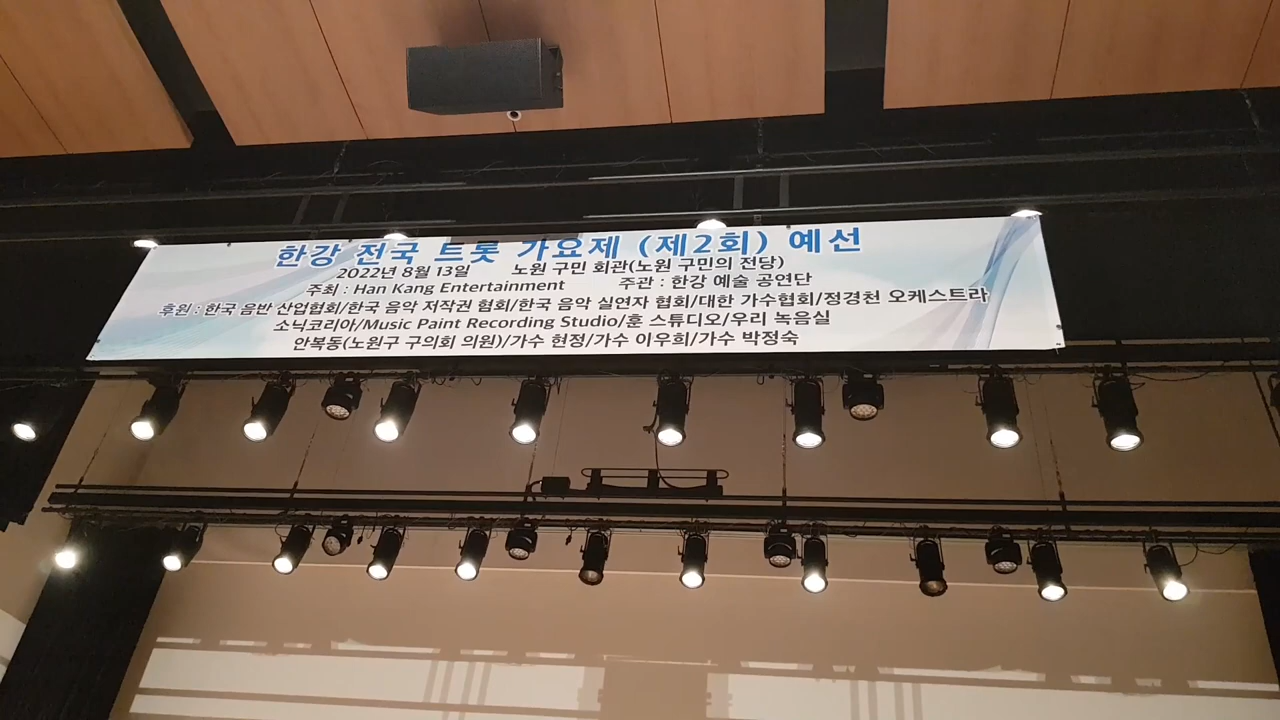 한강 전국 트롯 가요제 (제2회) 예선
2022년 8월 13일 노원 구민 회관(노원 구민의 전당)
주최 : Han Kang Entertainment 주관 : 한강 예술 공연단
후원 : 한국 음반 산업협회/한국 음악 저작권 협회/한국 음악 실연자 협회/대한 가수협회/정경천 오케스트라
소닉코리아/Music Paint Recording Studio/훈 스튜디오/우리 녹음실
안복동(노원구 구의회 의원)/가수 현정/가수 이우희/가수 박정숙